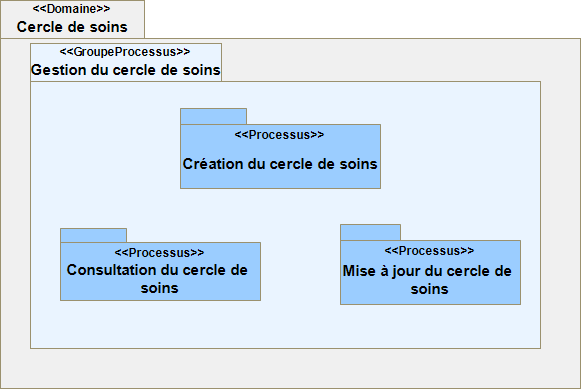 <<Domaine>>
Cercle de soins
<<GroupeProcessus>>
Gestion du cercle de soins
<<Processus>>
Création du cercle de soins
<<Processus>>
Consultation du cercle de
soins
<<Processus>>
Mise à jour du cercle de
soins